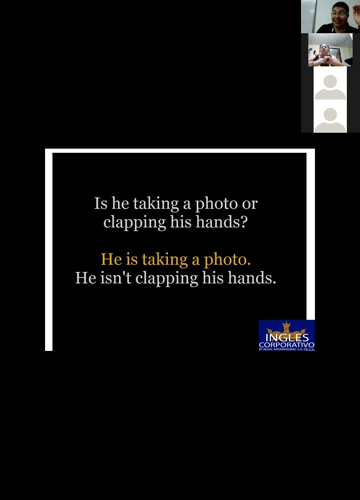 Is he taking a photo or
clapping his hands?
He is taking a photo.
He isn't clapping his hands.
INGLES
CORPORATIVO